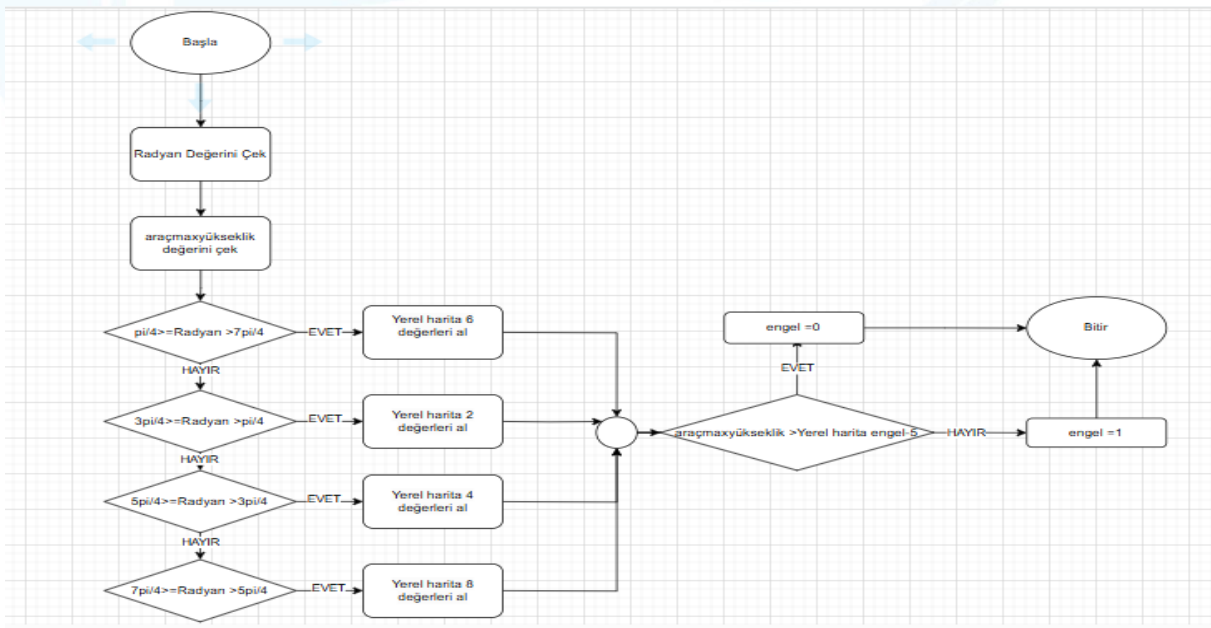 Başla
Radyan Değerini Çek
araçmaxyükseklik
değerini çek
pi/4>=Radyan >7pi/4
EVET
Yerel harita 6
değerleri al
HAYIR
3pi/4>=Radyan >pi/4
EVET
Yerel harita 2
değerleri al
HAYIR
5pi/4>=Radyan >3pi/4
EVET
Yerel harita 4
değerleri al
HAYIR
7pi/4>=Radyan >5pi/4
EVET
Yerel harita 8
değerleri al
araçmaxyükseklik >Yerel harita engel-5
EVET
engel =0
HAYIR
engel =1
Bitir